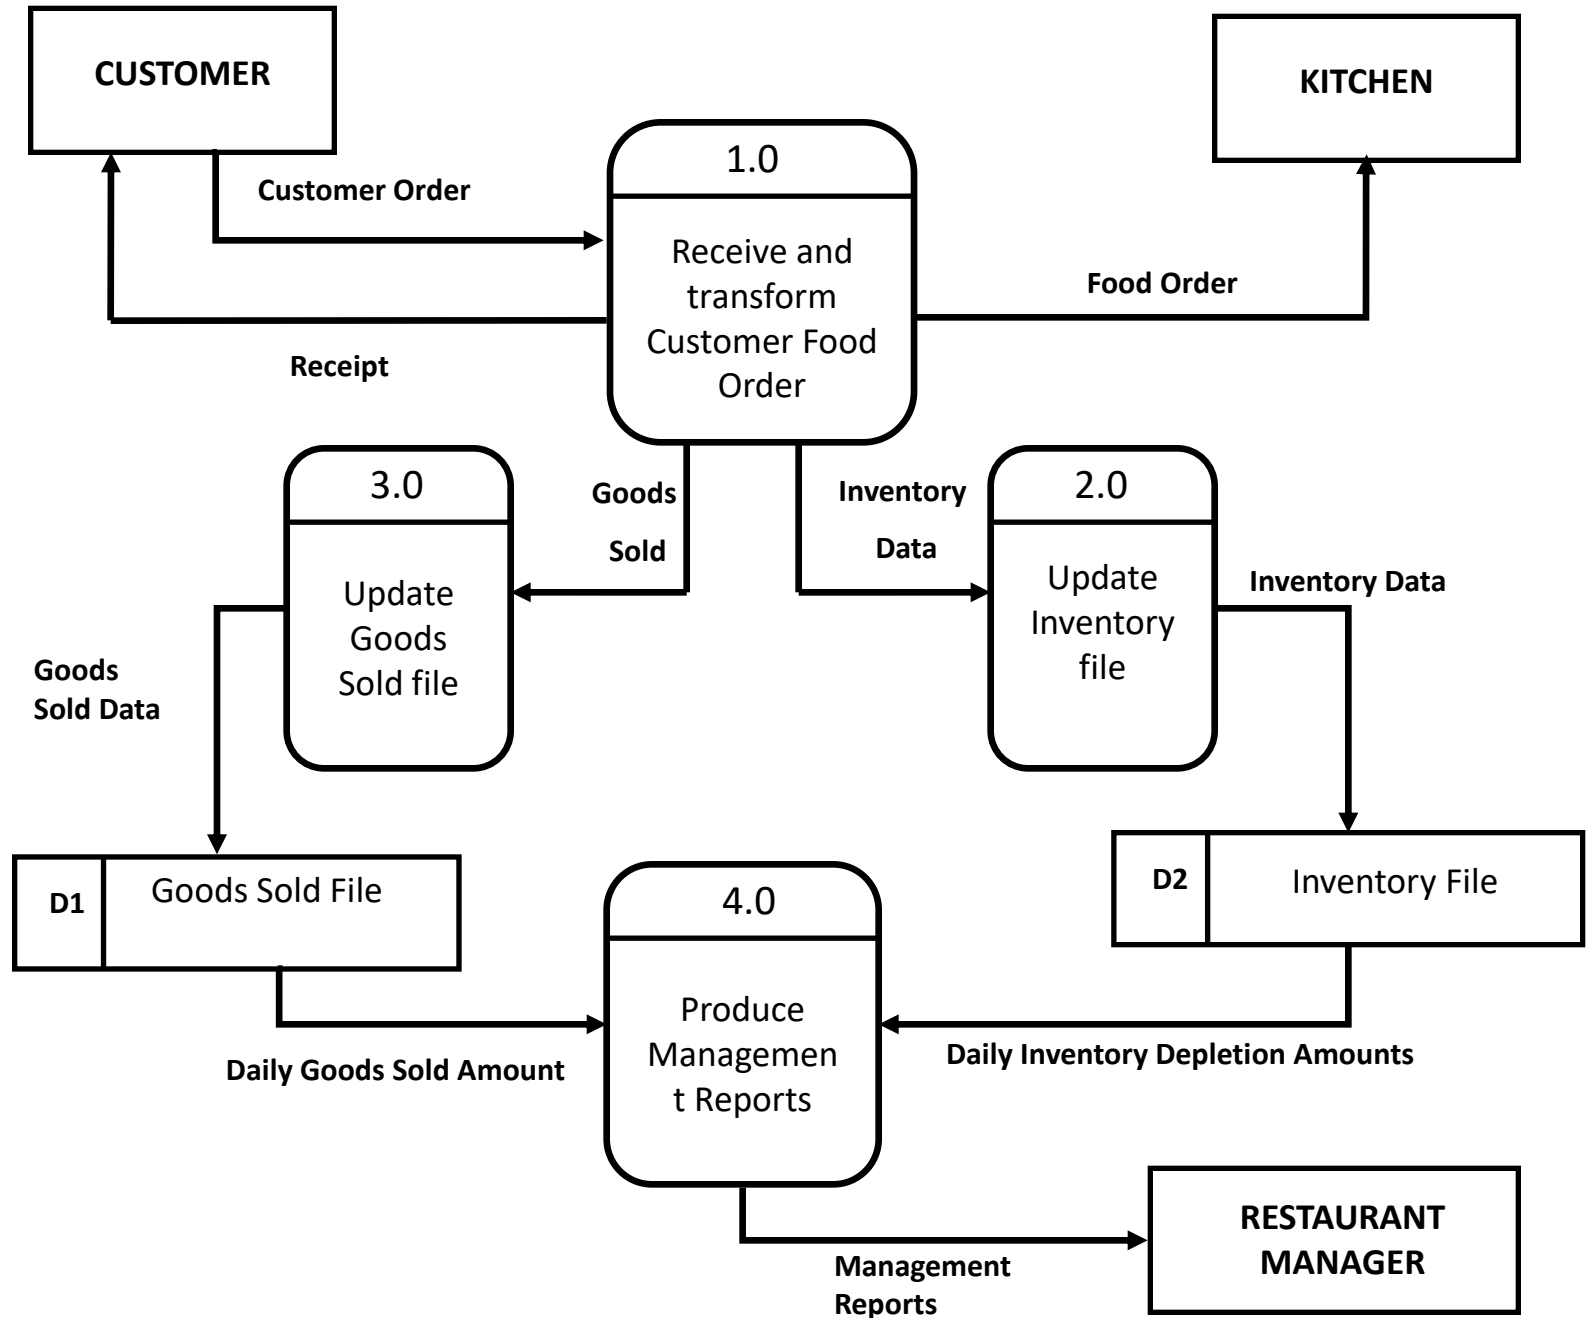 CUSTOMER
KITCHEN
1.0
Customer Order
Receive and
transform
Customer Food
Order
Food Order
Receipt
3.0
Goods
Sold
Inventory
Data
2.0
Update
Goods
Sold file
Update
Inventory
file
Inventory Data
Goods
Sold Data
D1
Goods Sold File
4.0
D2
Inventory File
Produce
Managemen
t Reports
Daily Goods Sold Amount
Daily Inventory Depletion Amounts
RESTAURANT
MANAGER
Management
Reports